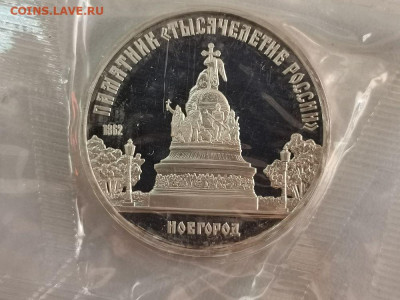 COINS.LAVE.RU
ПАМЯТНИК «ТЫСЯЧЕЛЕТИЕ РОССИИ»
1862
НОВГОРОД